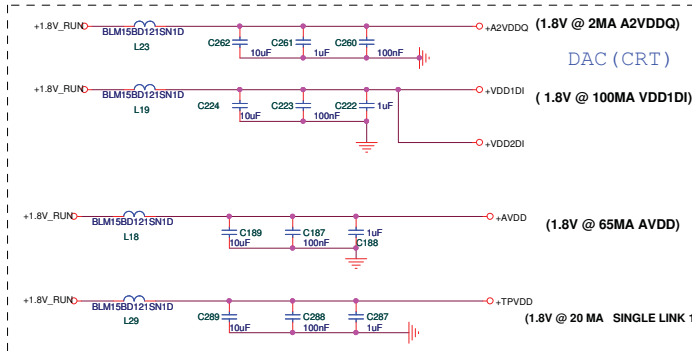 +1.8V_RUN
BLM15BD121SN1D
L23
C262
10uF
C261
1uF
C260
100nF
+A2VDDQ
(1.8V @ 2MA A2VDDQ)
DAC(CRT)
+1.8V_RUN
BLM15BD121SN1D
L19
C224
10uF
C223
100nF
C222
1uF
+VDD1DI
( 1.8V @ 100MA VDD1DI)
+VDD2DI
+1.8V_RUN
BLM15BD121SN1D
L18
C189
10uF
C187
100nF
1uF
C188
+AVDD
(1.8V @ 65MA AVDD)
+1.8V_RUN
BLM15BD121SN1D
L29
C289
10uF
C288
100nF
C287
1uF
+TPVDD
(1.8V @ 20 MA SINGLE LINK 1